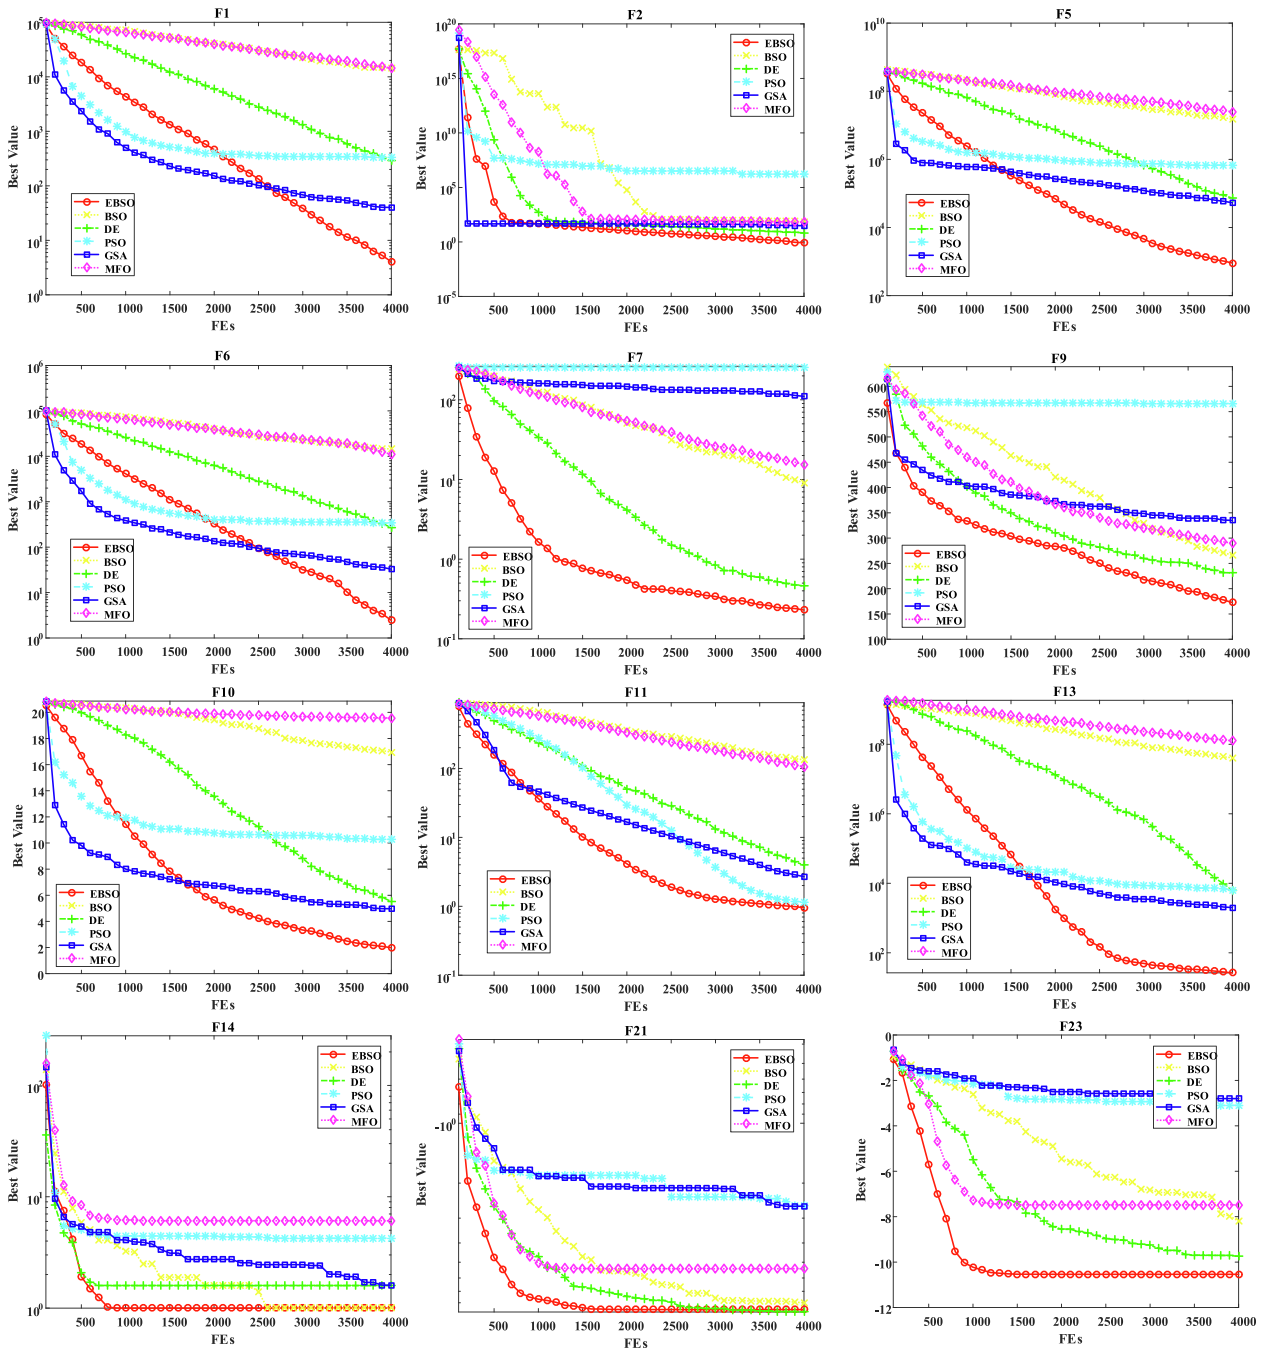 F1
10^5
10^4
10^3
10^2
10^1
10^0
Best Value
EBSO
BSO
DE
PSO
GSA
MFO
500 1000 1500 2000 2500 3000 3500 4000
FEs
F2
10^20
10^15
10^10
10^5
10^0
10^-5
Best Value
EBSO
BSO
DE
PSO
GSA
MFO
500 1000 1500 2000 2500 3000 3500 4000
FEs
F5
10^10
10^8
10^6
10^4
10^2
Best Value
EBSO
BSO
DE
PSO
GSA
MFO
500 1000 1500 2000 2500 3000 3500 4000
FEs
F6
10^6
10^5
10^4
10^3
10^2
10^1
10^0
Best Value
EBSO
BSO
DE
PSO
GSA
MFO
500 1000 1500 2000 2500 3000 3500 4000
FEs
F7
10^2
10^1
10^0
10^-1
Best Value
EBSO
BSO
DE
PSO
GSA
MFO
500 1000 1500 2000 2500 3000 3500 4000
FEs
F9
600
550
500
450
400
350
300
250
200
150
100
Best Value
EBSO
BSO
DE
PSO
GSA
MFO
500 1000 1500 2000 2500 3000 3500 4000
FEs
F10
20
18
16
14
12
10
8
6
4
2
0
Best Value
EBSO
BSO
DE
PSO
GSA
MFO
500 1000 1500 2000 2500 3000 3500 4000
FEs
F11
10^2
10^1
10^0
10^-1
Best Value
EBSO
BSO
DE
PSO
GSA
MFO
500 1000 1500 2000 2500 3000 3500 4000
FEs
F13
10^8
10^6
10^4
10^2
Best Value
EBSO
BSO
DE
PSO
GSA
MFO
500 1000 1500 2000 2500 3000 3500 4000
FEs
F14
10^2
10^1
10^0
Best Value
EBSO
BSO
DE
PSO
GSA
MFO
500 1000 1500 2000 2500 3000 3500 4000
FEs
F21
-10^0
Best Value
EBSO
BSO
DE
PSO
GSA
MFO
500 1000 1500 2000 2500 3000 3500 4000
FEs
F23
0
-2
-4
-6
-8
-10
-12
Best Value
EBSO
BSO
DE
PSO
GSA
MFO
500 1000 1500 2000 2500 3000 3500 4000
FEs